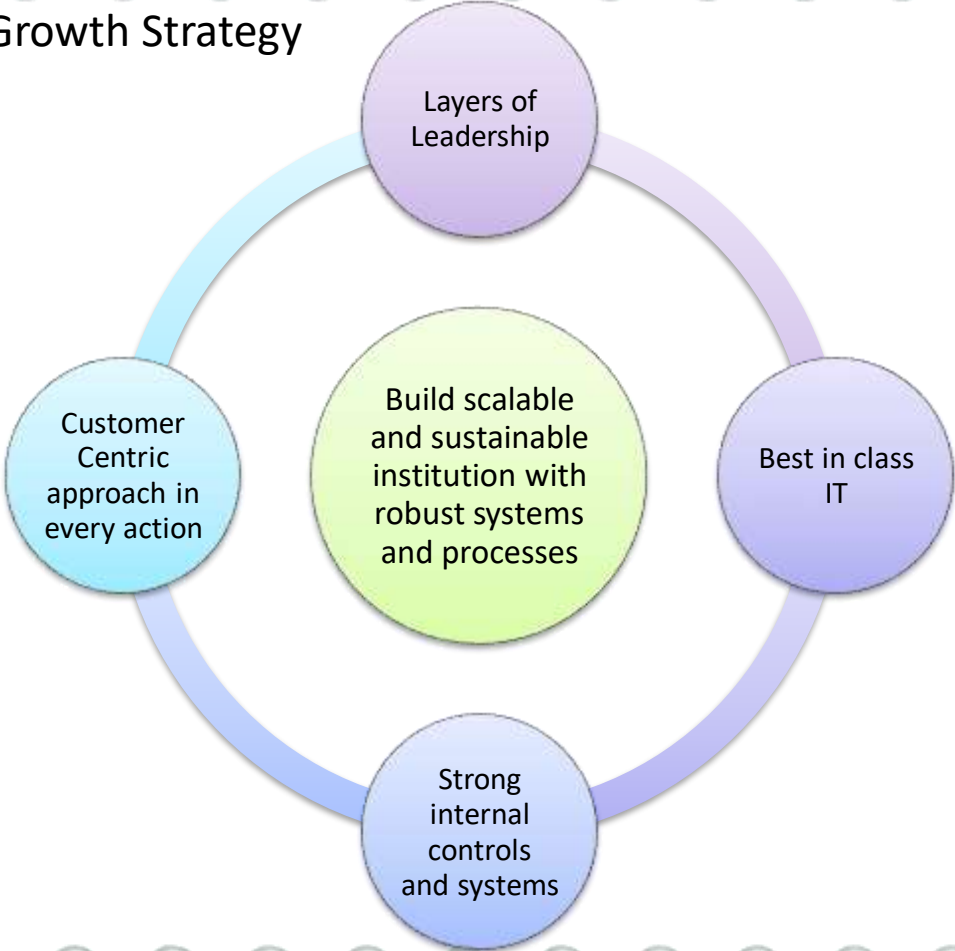 Growth Strategy
Layers of
Leadership
Customer
Centric
approach in
every action
Build scalable
and sustainable
institution with
robust systems
and processes
Best in class
IT
Strong
internal
controls
and systems